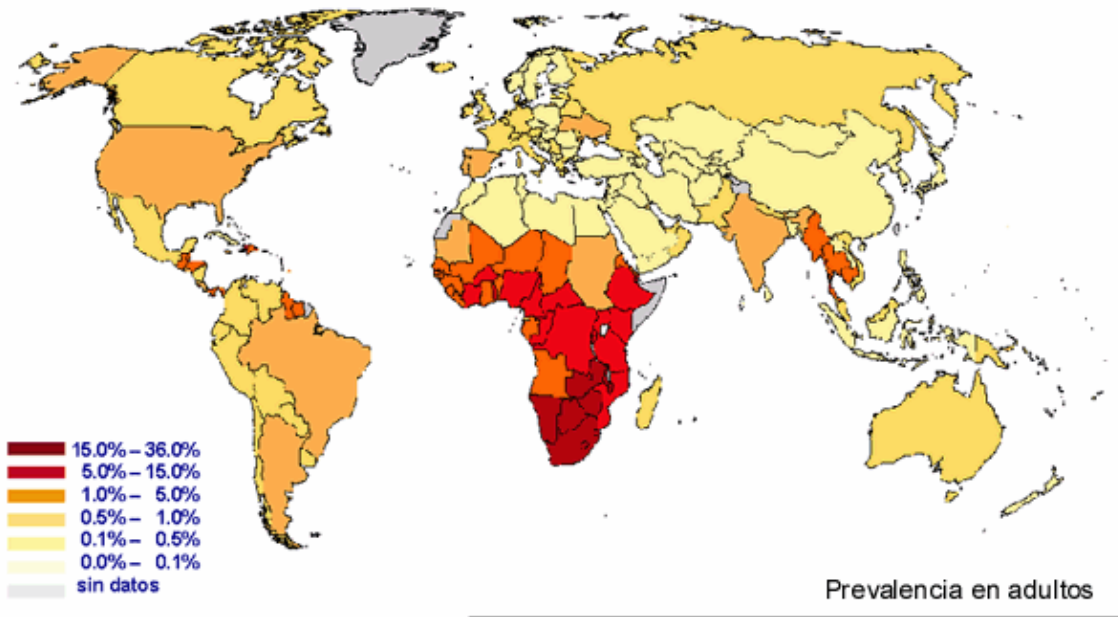 15.0% – 36.0%
5.0% – 15.0%
1.0% – 5.0%
0.5% – 1.0%
0.1% – 0.5%
0.0% – 0.1%
sin datos
Prevalencia en adultos